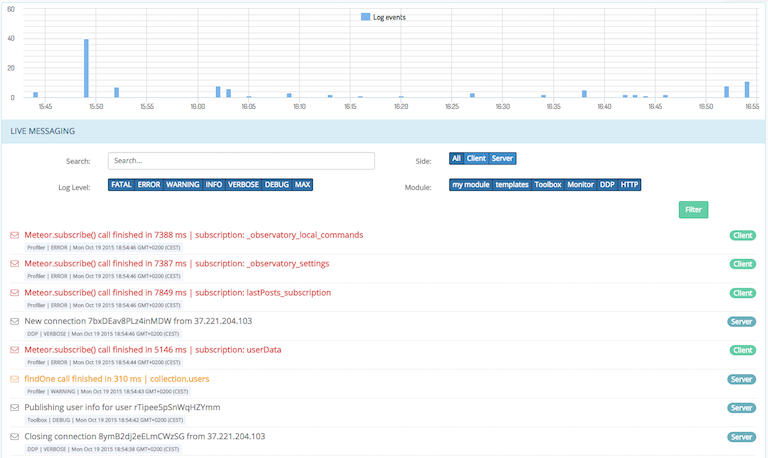 60
Log events
40
20
0
15:45 15:50 15:55 16:00 16:05 16:10 16:15 16:20 16:25 16:30 16:35 16:40 16:45 16:50 16:55
LIVE MESSAGING
Search: Search... Side: All Client Server
Log Level: FATAL ERROR WARNING INFO VERBOSE DEBUG MAX Module: my module templates Toolbox Monitor DDP HTTP
Filter
Meteor.subscribe() call finished in 7388 ms | subscription: _observatory_local_commands Client
Profiler | ERROR | Mon Oct 19 2015 18:54:46 GMT+0200 (CEST)
Meteor.subscribe() call finished in 7387 ms | subscription: _observatory_settings Client
Profiler | ERROR | Mon Oct 19 2015 18:54:46 GMT+0200 (CEST)
Meteor.subscribe() call finished in 7849 ms | subscription: lastPosts_subscription Client
Profiler | ERROR | Mon Oct 19 2015 18:54:46 GMT+0200 (CEST)
New connection 7bxDEav8PLz4inMDW from 37.221.204.103 Server
DDP | VERBOSE | Mon Oct 19 2015 18:54:46 GMT+0200 (CEST)
Meteor.subscribe() call finished in 5146 ms | subscription: userData Client
Profiler | ERROR | Mon Oct 19 2015 18:54:44 GMT+0200 (CEST)
findOne call finished in 310 ms | collection.users Server
Profiler | WARNING | Mon Oct 19 2015 18:54:43 GMT+0200 (CEST)
Publishing user info for user rTipee5pSnWqHZYmm Server
Toolbox | DEBUG | Mon Oct 19 2015 18:54:42 GMT+0200 (CEST)
Closing connection 8ymB2dj2eELmCWzSG from 37.221.204.103 Server
DDP | VERBOSE | Mon Oct 19 2015 18:54:38 GMT+0200 (CEST)